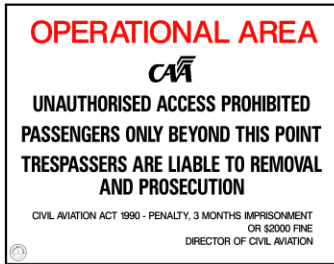 OPERATIONAL AREA
CAA
UNAUTHORISED ACCESS PROHIBITED
PASSENGERS ONLY BEYOND THIS POINT
TRESPASSERS ARE LIABLE TO REMOVAL
AND PROSECUTION
CIVIL AVIATION ACT 1990 - PENALTY, 3 MONTHS IMPRISONMENT
OR $2000 FINE
DIRECTOR OF CIVIL AVIATION